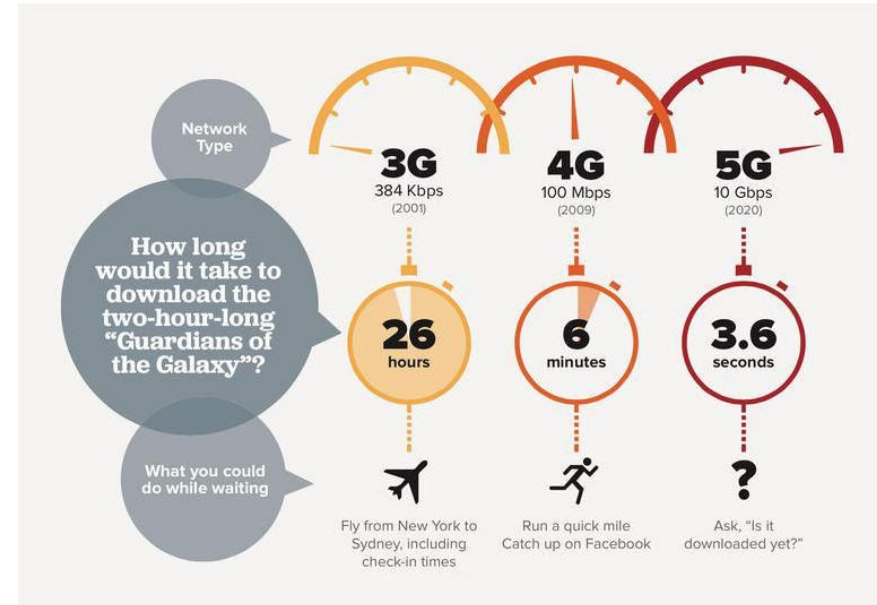 Network
Type
3G
384 Kbps
(2001)
4G
100 Mbps
(2009)
5G
10 Gbps
(2020)
How long
would it take to
download the
two-hour-long
“Guardians of
the Galaxy”?
26
hours
6
minutes
3.6
seconds
What you could
do while waiting
Fly from New York to
Sydney, including
check-in times
Run a quick mile
Catch up on Facebook
?
Ask, “Is it
downloaded yet?”